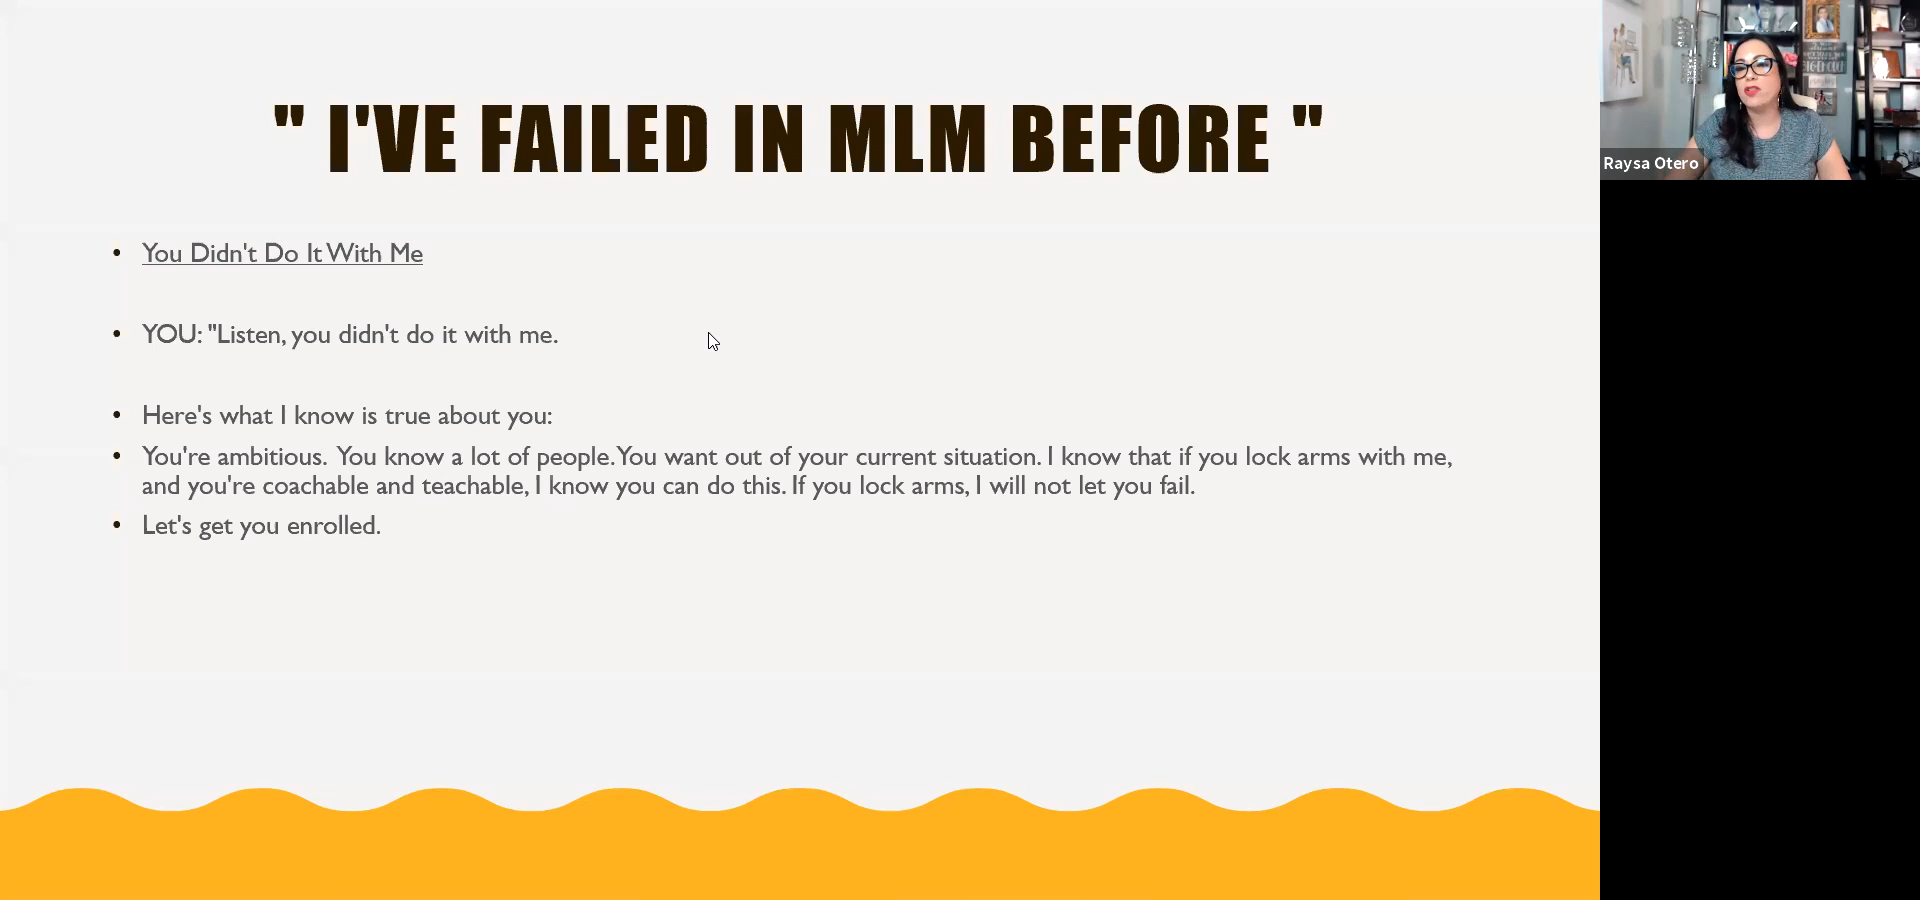 " I'VE FAILED IN MLM BEFORE "
• You Didn't Do It With Me
• YOU: "Listen, you didn't do it with me.
• Here's what I know is true about you:
• You're ambitious. You know a lot of people. You want out of your current situation. I know that if you lock arms with me,
and you're coachable and teachable, I know you can do this. If you lock arms, I will not let you fail.
• Let's get you enrolled.
Raysa Otero